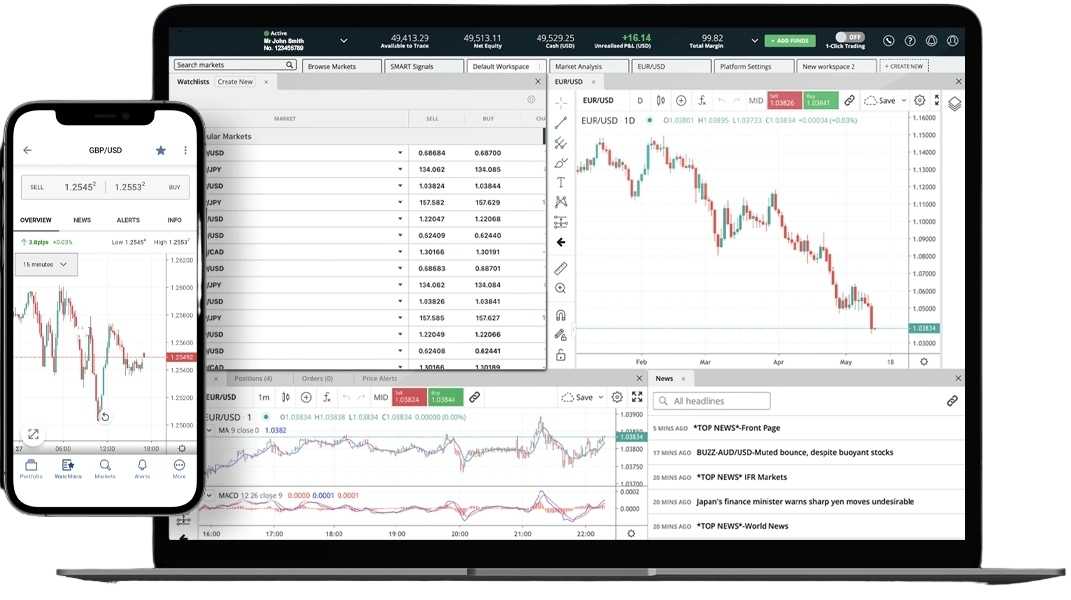 Active
Mr John Smith
No. 123456789
49,413.29
Available to Trade
49,513.11
Net Equity
49,529.25
Cash (USD)
+16.14
Unrealised P&L (USD)
99.82
Total Margin
+ ADD FUNDS
OFF
1-Click Trading
Search markets
Browse Markets
SMART Signals
Default Workspace
Market Analysis
EUR/USD
Platform Settings
New workspace 2
+ CREATE NEW
Watchlists Create New ×
MARKET SELL BUY
ular Markets
/USD 0.68684 0.68700
/JPY 134.062 134.085
/USD 1.03824 1.03844
/JPY 157.582 157.629
/USD 1.22047 1.22068
/USD 0.62409 0.62440
/CAD 1.30166 1.30191
/USD 0.68683 0.68701
/JPY 134.062 134.084
/USD 1.03826 1.03841
/JPY 157.585 157.627
/USD 1.22049 1.22066
/USD 0.62408 0.62441
/CAD 1.30166 1.30189
EUR/USD ×
EUR/USD D MID Sell 1.03826 Buy 1.03841 Save
EUR/USD 1D O1.03801 H1.03895 L1.03733 C1.03834 +0.00034 (+0.03%)
1.16000
1.15000
1.14000
1.13000
1.12000
1.11000
1.10000
1.09000
1.08000
1.07000
1.06000
1.05000
1.03834
1.03000
Feb Mar Apr May 18
× Positions (4) Orders (0) Price Alerts
EUR/USD 1m MID Sell 1.03824 Buy 1.03844 Save
EUR/USD 1 O1.03834 H1.03838 L1.03834 C1.03834 0.00000 (0.00%)
MA 9 close 0 1.0382
1.03900
1.03834
1.03800
1.03750
1.03700
MACD 12 26 close 9 0.0000 0.0001 0.0001
0.0002
0.0000
16:00 17:00 18:00 19:00 20:00 21:00 22:00
News ×
All headlines
5 MINS AGO *TOP NEWS*-Front Page
17 MINS AGO BUZZ-AUD/USD-Muted bounce, despite buoyant stocks
20 MINS AGO *TOP NEWS* IFR Markets
20 MINS AGO Japan's finance minister warns sharp yen moves undesirable
20 MINS AGO *TOP NEWS*-World News
GBP/USD
SELL 1.2545² 1.2553² BUY
OVERVIEW NEWS ALERTS INFO
3.8pips +0.03% Low 1.2545⁴ High 1.2553⁷
15 minutes
1.26200
1.26000
1.25800
1.25600
1.25492
1.25400
1.25200
1.25000
27 06:00 12:00 18:00
Portfolio Watchlists Markets Alerts More